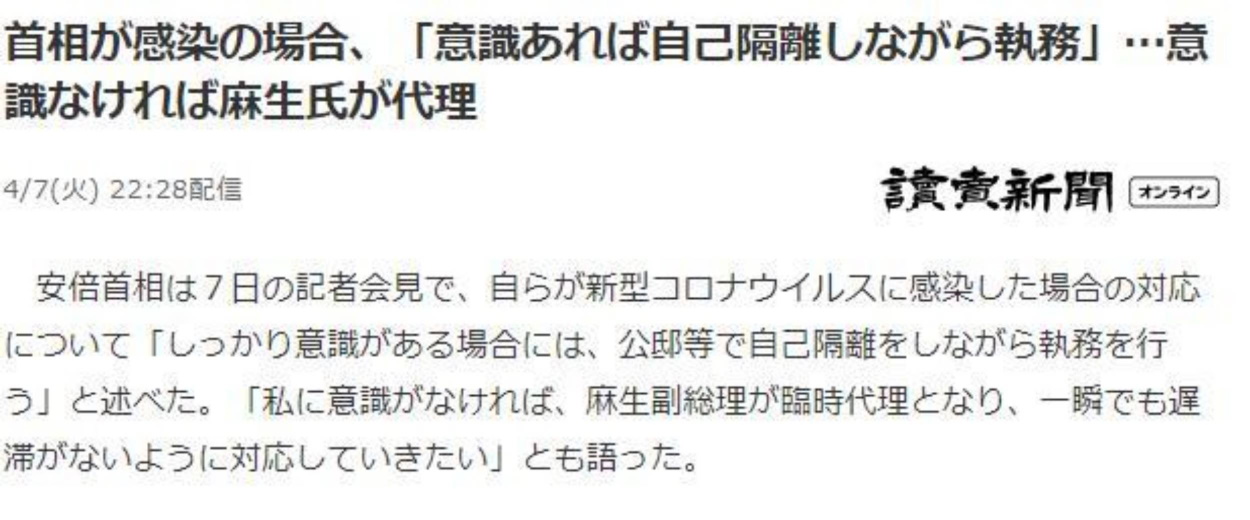 首相が感染の場合、「意識あれば自己隔離しながら執務」…意
識なければ麻生氏が代理
4/7(火) 22:28配信
讀賣新聞 オンライン
　安倍首相は７日の記者会見で、自らが新型コロナウイルスに感染した場合の対応
について「しっかり意識がある場合には、公邸等で自己隔離をしながら執務を行
う」と述べた。「私に意識がなければ、麻生副総理が臨時代理となり、一瞬でも遅
滞がないように対応していきたい」とも語った。